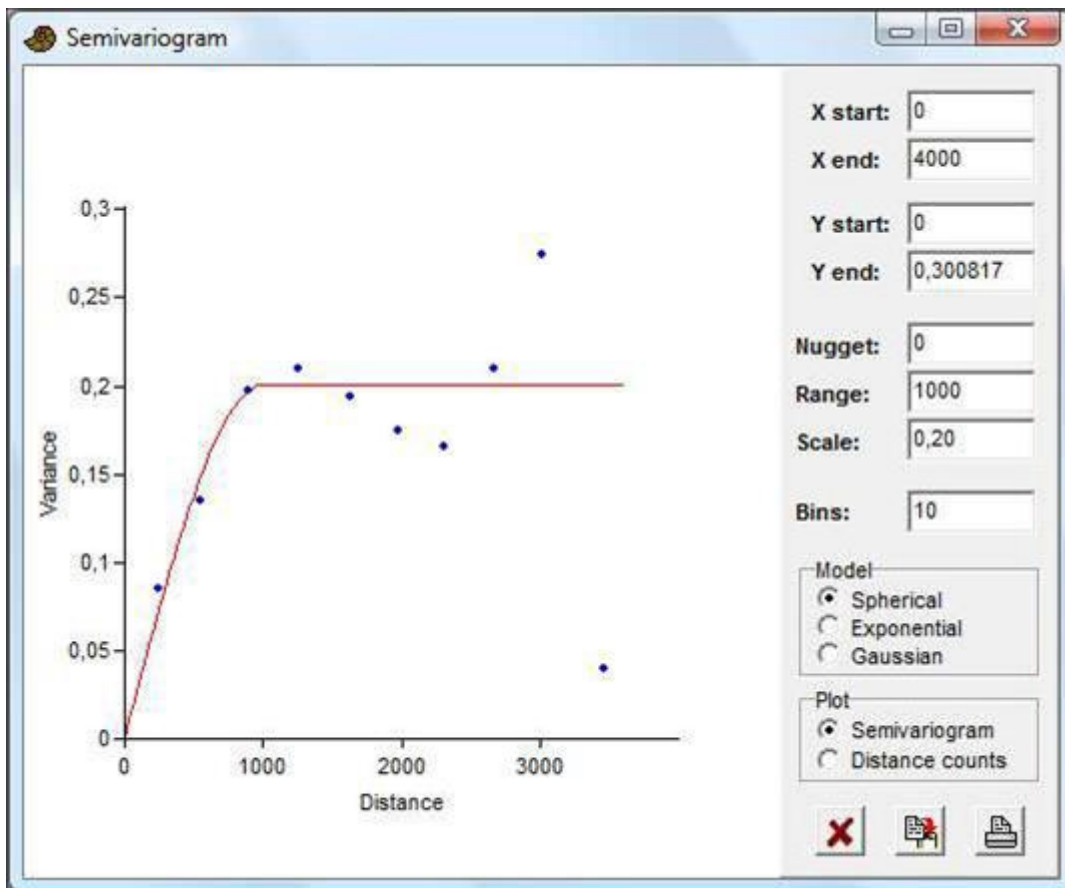 Semivariogram
0,3
0,25
0,2
0,15
0,1
0,05
0
Variance
0 1000 2000 3000
Distance
X start: 0
X end: 4000
Y start: 0
Y end: 0,300817
Nugget: 0
Range: 1000
Scale: 0,20
Bins: 10
Model
Spherical
Exponential
Gaussian
Plot
Semivariogram
Distance counts